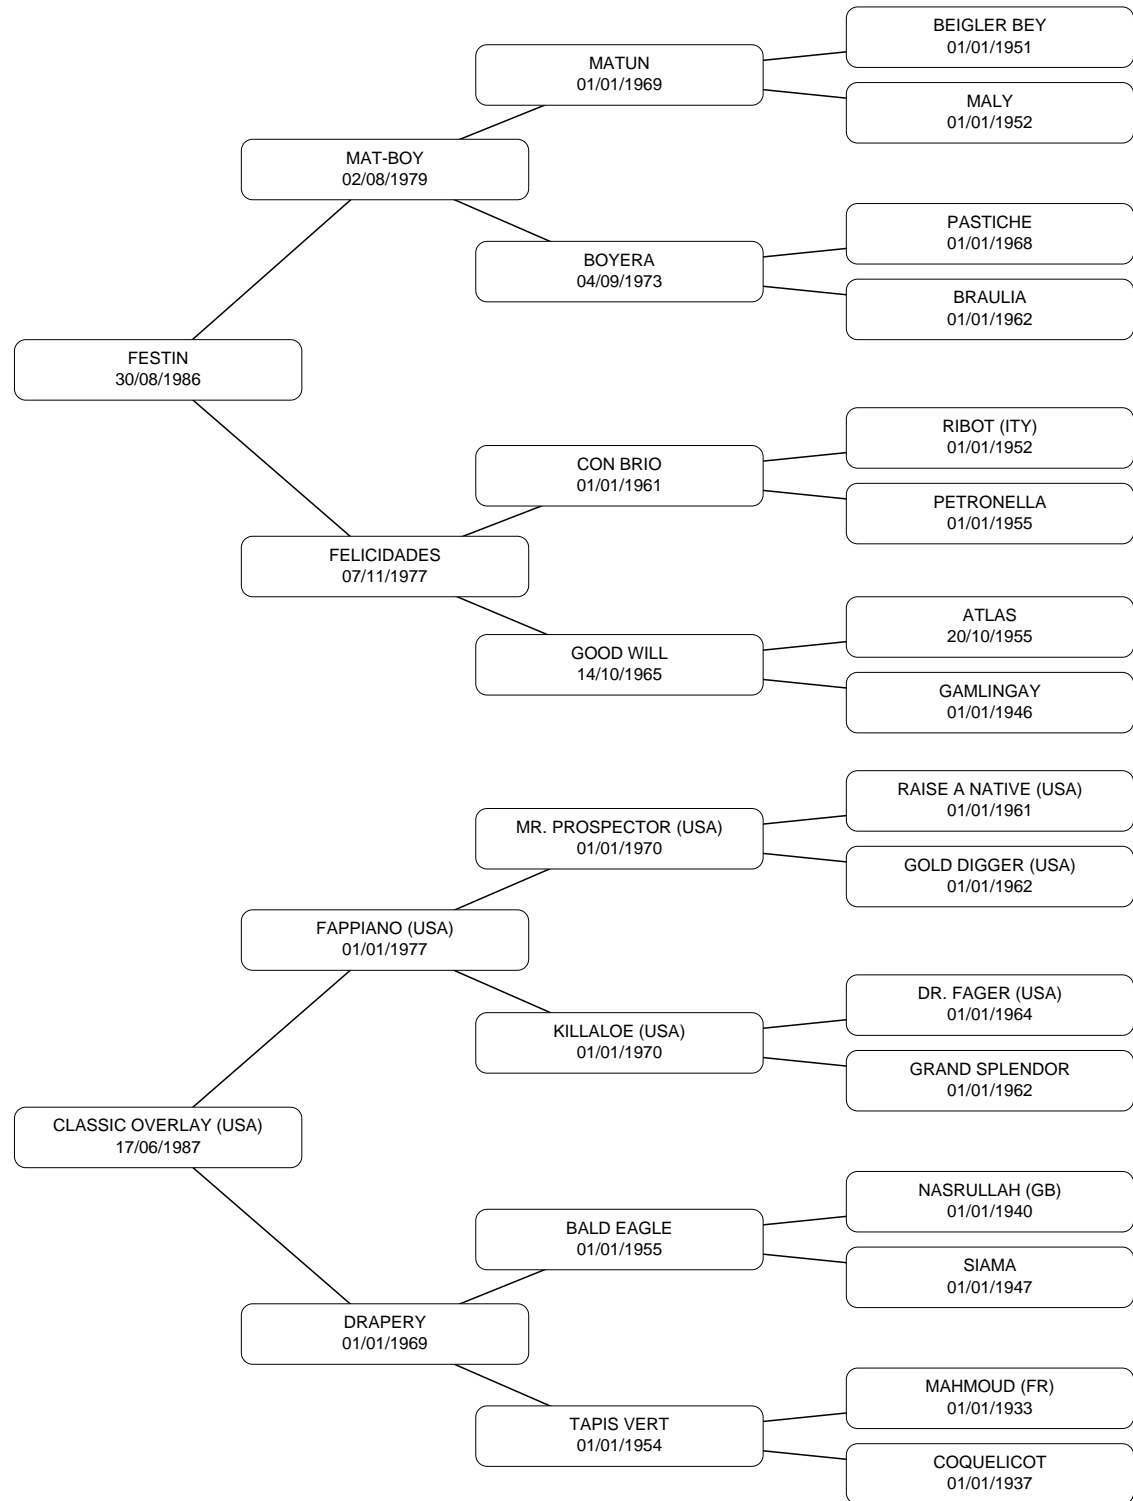 BEIGLER BEY
01/01/1951
MATUN
01/01/1969
MALY
01/01/1952
MAT-BOY
02/08/1979
PASTICHE
01/01/1968
BOYERA
04/09/1973
BRAULIA
01/01/1962
FESTIN
30/08/1986
RIBOT (ITY)
01/01/1952
CON BRIO
01/01/1961
PETRONELLA
01/01/1955
FELICIDADES
07/11/1977
ATLAS
20/10/1955
GOOD WILL
14/10/1965
GAMLINGAY
01/01/1946
RAISE A NATIVE (USA)
01/01/1961
MR. PROSPECTOR (USA)
01/01/1970
GOLD DIGGER (USA)
01/01/1962
FAPPIANO (USA)
01/01/1977
DR. FAGER (USA)
01/01/1964
KILLALOE (USA)
01/01/1970
GRAND SPLENDOR
01/01/1962
CLASSIC OVERLAY (USA)
17/06/1987
NASRULLAH (GB)
01/01/1940
BALD EAGLE
01/01/1955
SIAMA
01/01/1947
DRAPERY
01/01/1969
MAHMOUD (FR)
01/01/1933
TAPIS VERT
01/01/1954
COQUELICOT
01/01/1937